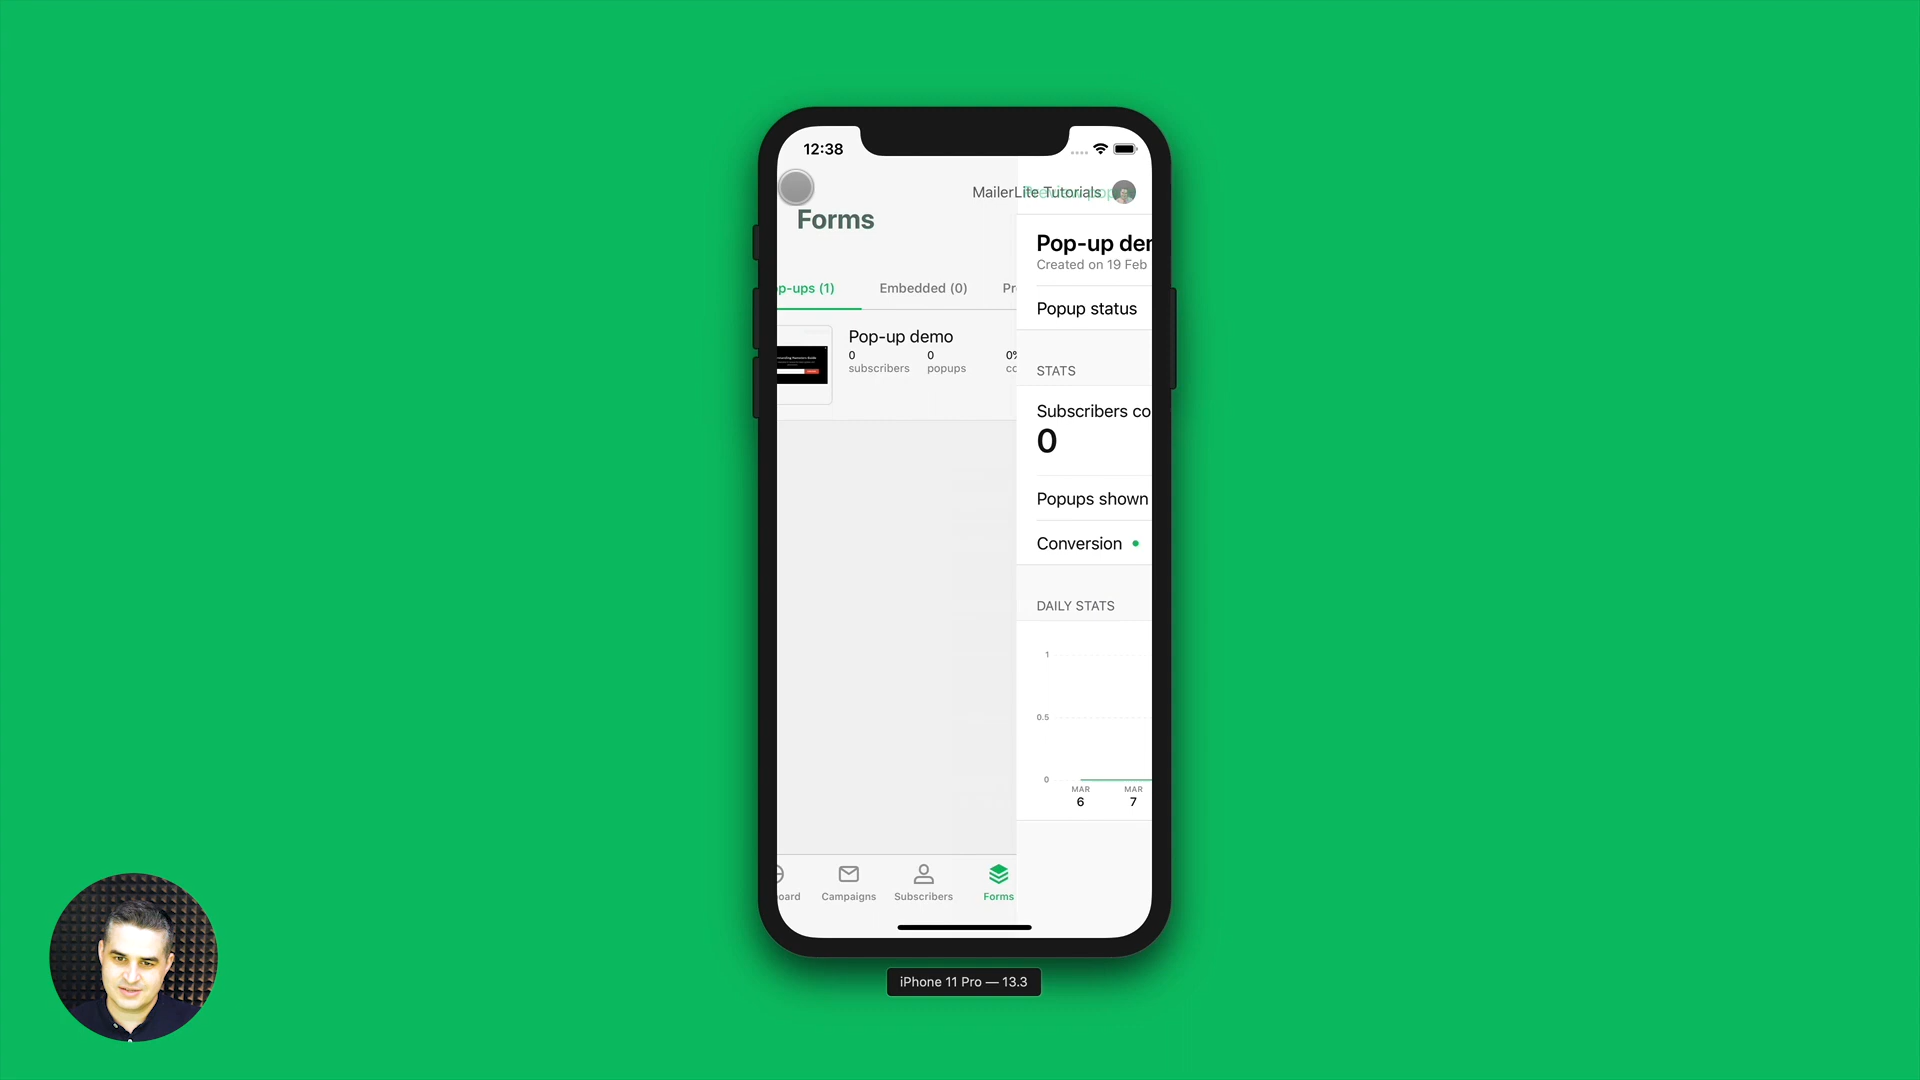 12:38
MailerLite Tutorials
Forms
op-ups (1)
Embedded (0)
Pop-up demo
0
0
0%
subscribers
popups
Pop-up der
Created on 19 Feb
Popup status
STATS
Subscribers co
0
Popups shown
Conversion
DAILY STATS
1
0.5
0
MAR
MAR
6
7
Campaigns
Subscribers
Forms
iPhone 11 Pro — 13.3